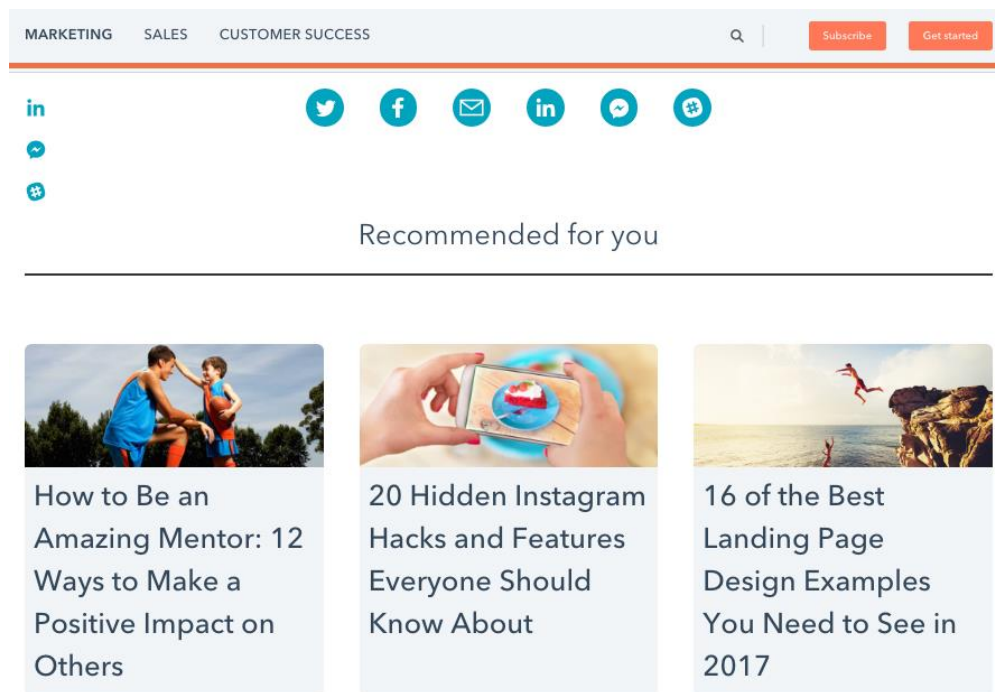 MARKETING SALES CUSTOMER SUCCESS Subscribe Get started
in
in
Recommended for you
How to Be an
Amazing Mentor: 12
Ways to Make a
Positive Impact on
Others
20 Hidden Instagram
Hacks and Features
Everyone Should
Know About
16 of the Best
Landing Page
Design Examples
You Need to See in
2017